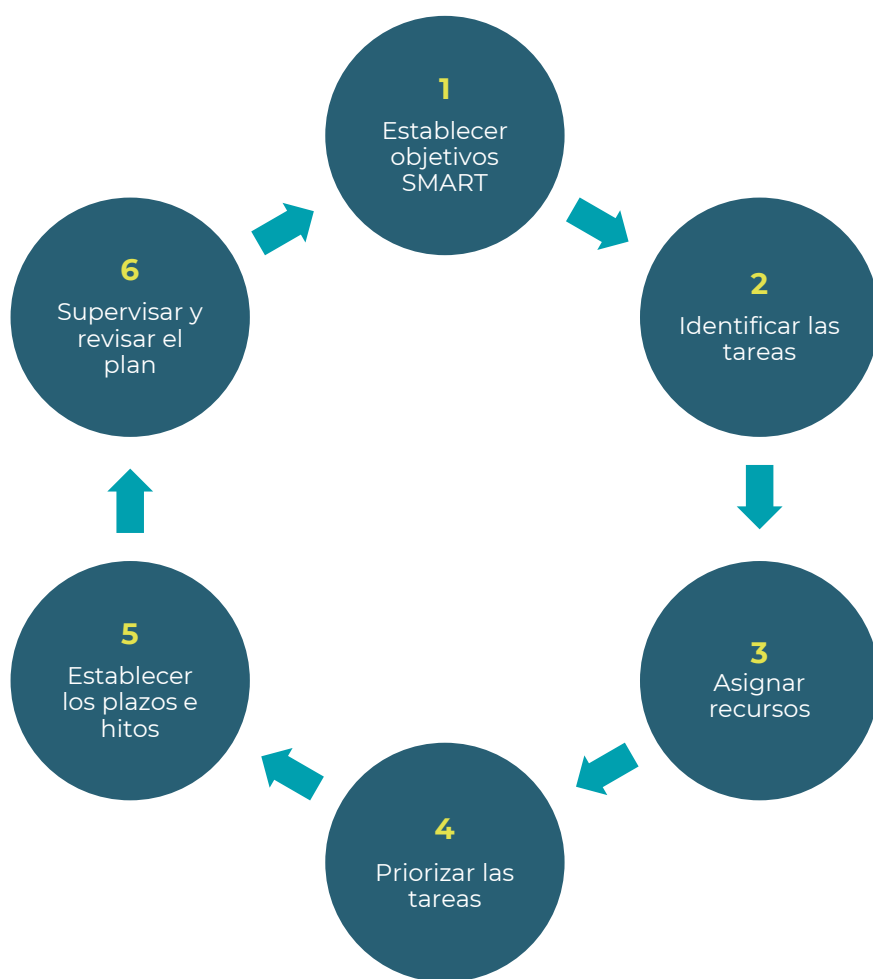 1
Establecer
objetivos
SMART
2
Identificar las
tareas
3
Asignar
recursos
4
Priorizar las
tareas
5
Establecer
los plazos e
hitos
6
Supervisar y
revisar el
plan